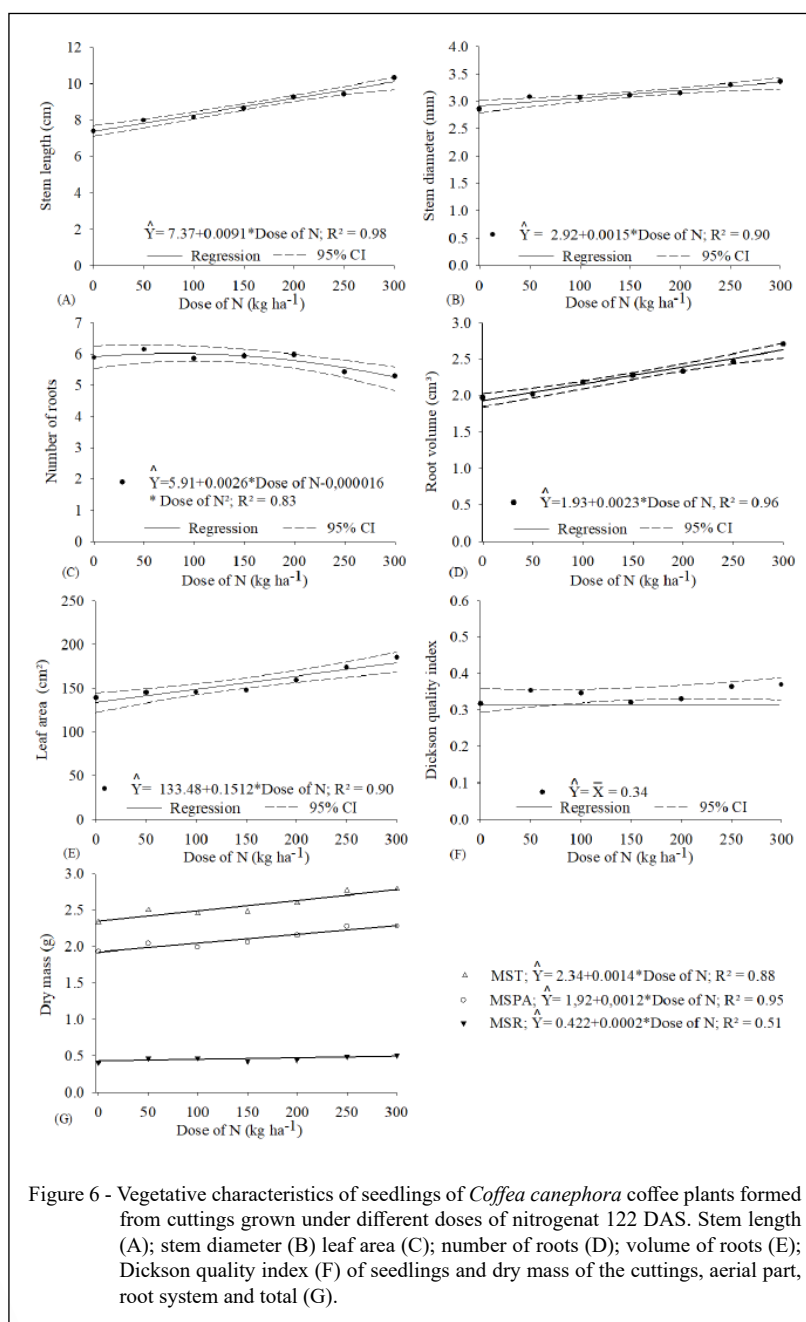 Stem length (cm)
14
12
10
8
6
4
2
0
Ŷ= 7.37+0.0091*Dose of N; R² = 0.98
Regression 95% CI
0 50 100 150 200 250 300
(A) Dose of N (kg ha⁻¹)
Stem diameter (mm)
4.0
3.5
3.0
2.5
2.0
1.5
1.0
0.5
0.0
Ŷ = 2.92+0.0015*Dose of N; R² = 0.90
Regression 95% CI
0 50 100 150 200 250 300
(B) Dose of N (kg ha⁻¹)
Number of roots
7
6
5
4
3
2
1
0
Ŷ=5.91+0.0026*Dose of N-0,000016
* Dose of N²; R² = 0.83
Regression 95% CI
0 50 100 150 200 250 300
(C) Dose of N (kg ha⁻¹)
Root volume (cm³)
3.0
2.5
2.0
1.5
1.0
0.5
0.0
Ŷ=1.93+0.0023*Dose of N, R² = 0.96
Regression 95% CI
0 50 100 150 200 250 300
(D) Dose of N (kg ha⁻¹)
Leaf area (cm²)
250
200
150
100
50
0
Ŷ= 133.48+0.1512*Dose of N; R² = 0.90
Regression 95% CI
0 50 100 150 200 250 300
(E) Dose of N (kg ha⁻¹)
Dickson quality index
0.6
0.5
0.4
0.3
0.2
0.1
0.0
Ŷ= X̅ = 0.34
Regression 95% CI
0 50 100 150 200 250 300
(F) Dose of N (kg ha⁻¹)
Dry mass (g)
3.0
2.5
2.0
1.5
1.0
0.5
0.0
0 50 100 150 200 250 300
(G) Dose of N (kg ha⁻¹)
MST; Ŷ= 2.34+0.0014*Dose of N; R² = 0.88
MSPA; Ŷ= 1,92+0,0012*Dose of N; R² = 0.95
MSR; Ŷ= 0.422+0.0002*Dose of N; R² = 0.51
Figure 6 - Vegetative characteristics of seedlings of Coffea canephora coffee plants formed
from cuttings grown under different doses of nitrogenat 122 DAS. Stem length
(A); stem diameter (B) leaf area (C); number of roots (D); volume of roots (E);
Dickson quality index (F) of seedlings and dry mass of the cuttings, aerial part,
root system and total (G).